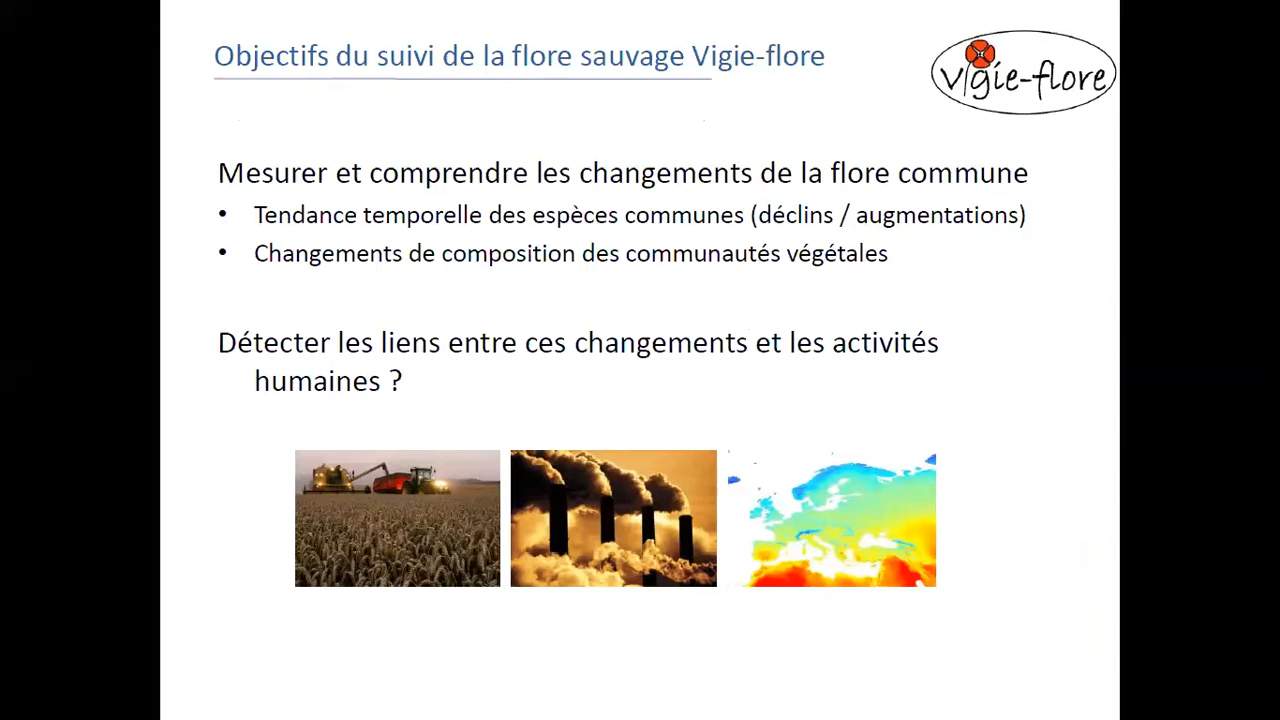 Objectifs du suivi de la flore sauvage Vigie-flore
vigie-flore
Mesurer et comprendre les changements de la flore commune
• Tendance temporelle des espèces communes (déclins / augmentations)
• Changements de composition des communautés végétales
Détecter les liens entre ces changements et les activités
humaines ?